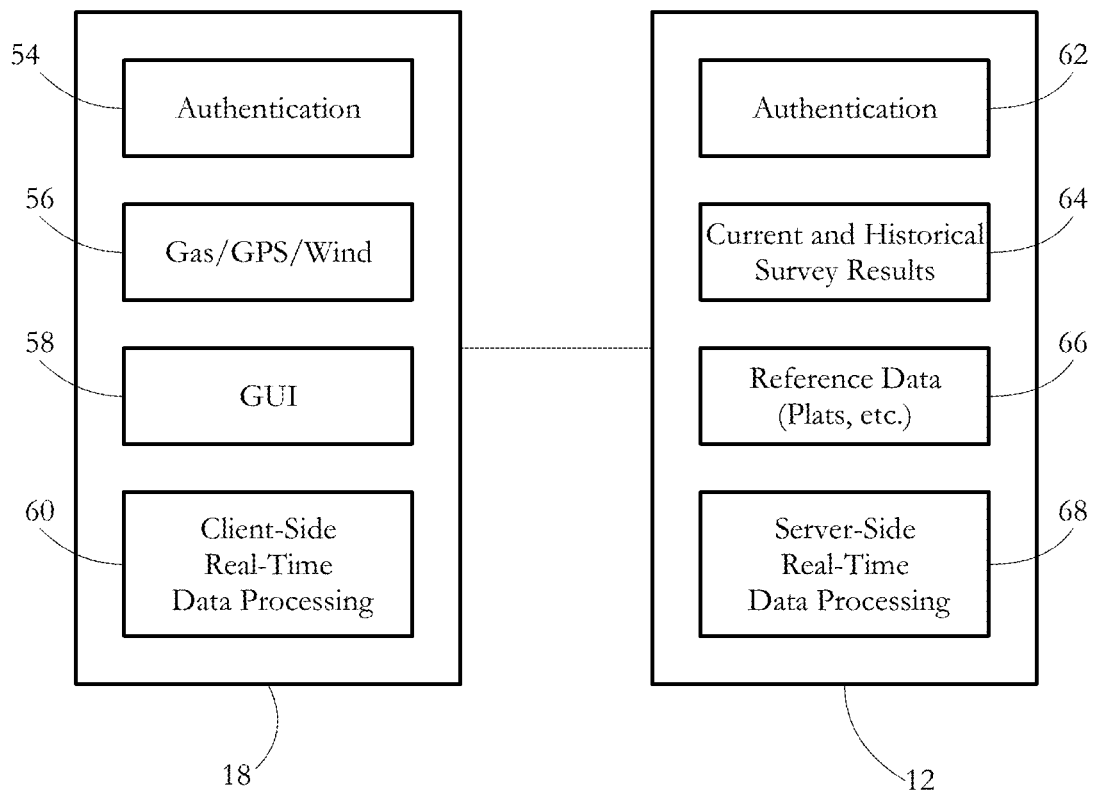 54
Authentication
56
Gas/GPS/Wind
58
GUI
60
Client-Side
Real-Time
Data Processing
18
62
Authentication
64
Current and Historical
Survey Results
66
Reference Data
(Plats, etc.)
68
Server-Side
Real-Time
Data Processing
12